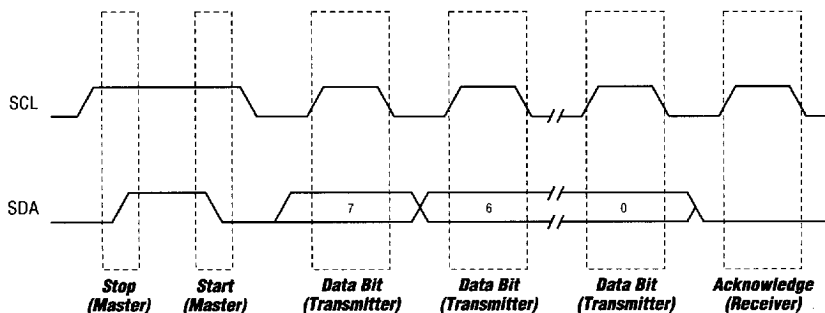 SCL
SDA
7
6
0
Stop
(Master)
Start
(Master)
Data Bit
(Transmitter)
Data Bit
(Transmitter)
Data Bit
(Transmitter)
Acknowledge
(Receiver)